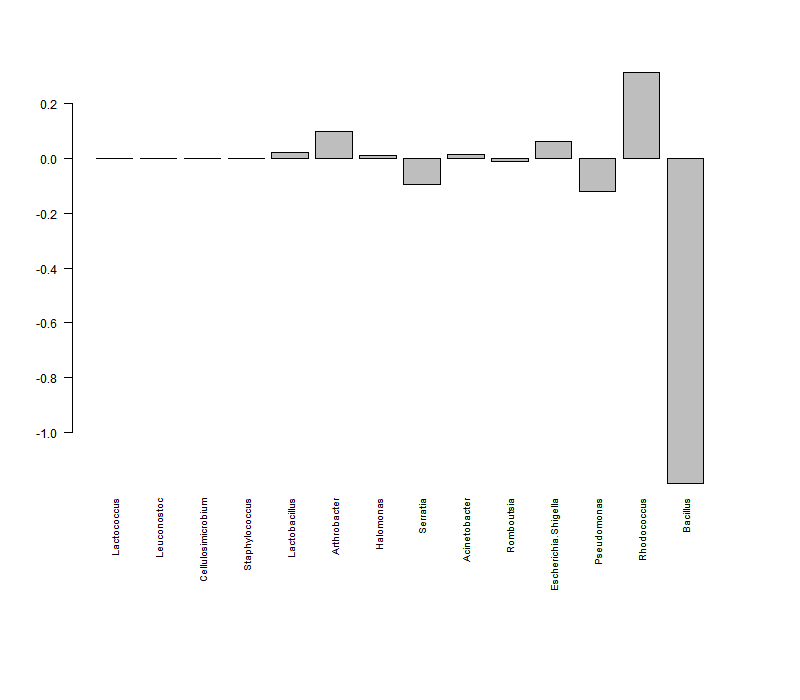 0.2
0.0
-0.2
-0.4
-0.6
-0.8
-1.0
Lactococcus
Leuconostoc
Cellulosimicrobium
Staphylococcus
Lactobacillus
Arthrobacter
Halomonas
Serratia
Acinetobacter
Romboutsia
Escherichia.Shigella
Pseudomonas
Rhodococcus
Bacillus